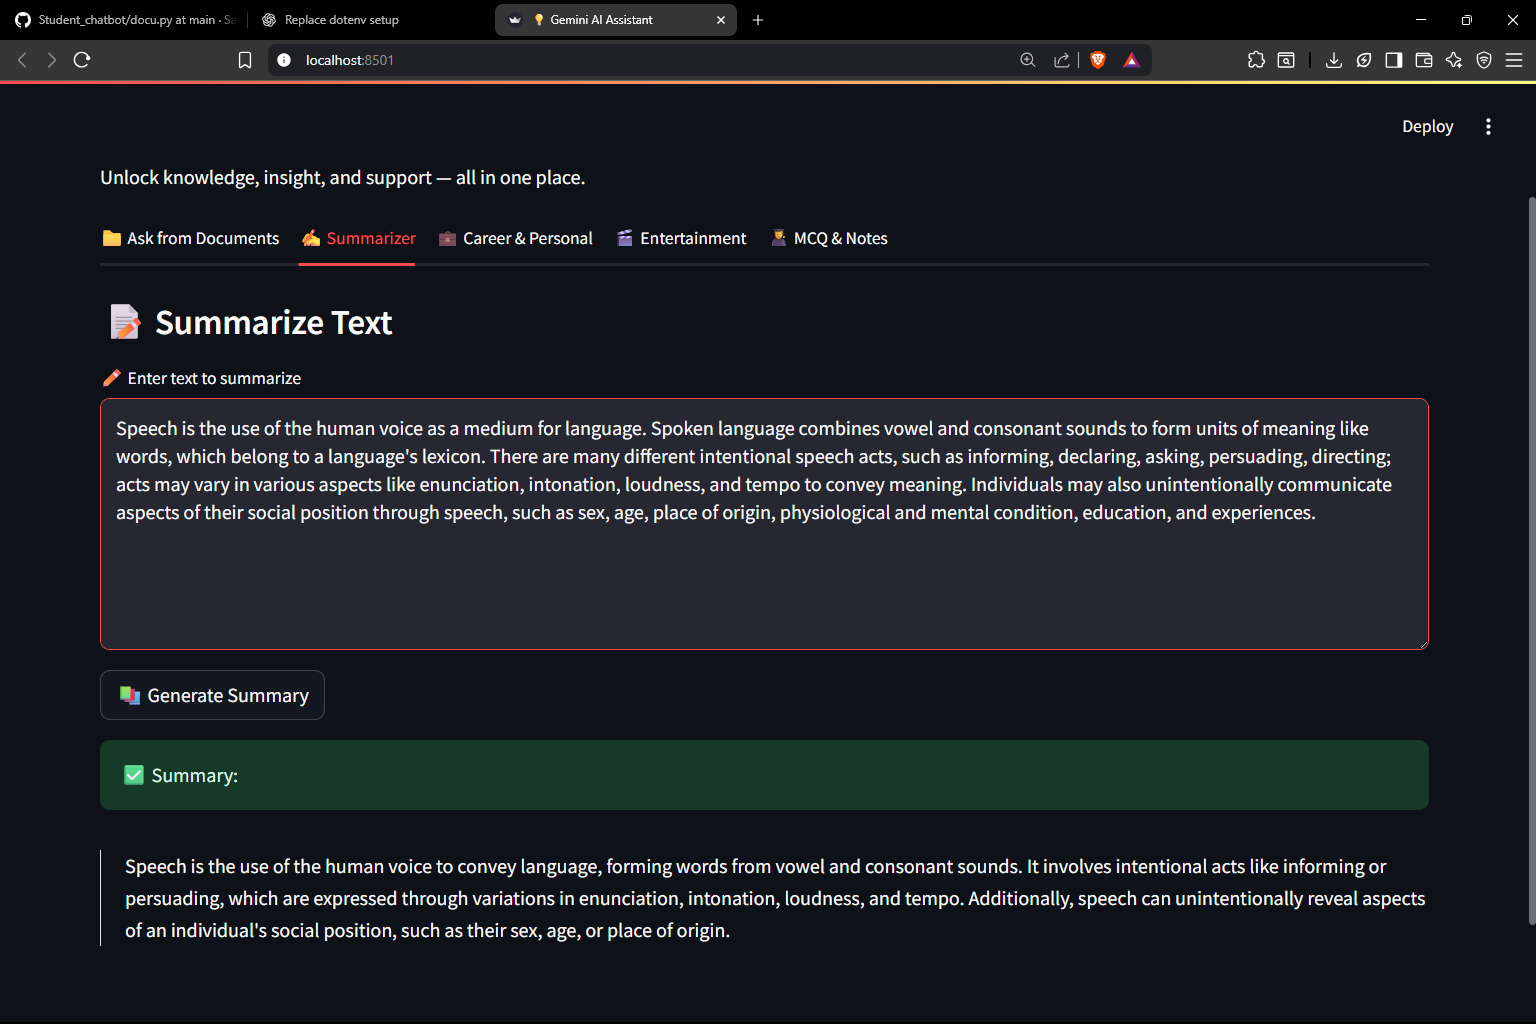 Student_chatbot/docu.py at main · Sa
Replace dotenv setup
Gemini AI Assistant
localhost:8501
Deploy
Unlock knowledge, insight, and support — all in one place.
Ask from Documents
Summarizer
Career & Personal
Entertainment
MCQ & Notes
Summarize Text
Enter text to summarize
Speech is the use of the human voice as a medium for language. Spoken language combines vowel and consonant sounds to form units of meaning like
words, which belong to a language's lexicon. There are many different intentional speech acts, such as informing, declaring, asking, persuading, directing;
acts may vary in various aspects like enunciation, intonation, loudness, and tempo to convey meaning. Individuals may also unintentionally communicate
aspects of their social position through speech, such as sex, age, place of origin, physiological and mental condition, education, and experiences.
Generate Summary
Summary:
Speech is the use of the human voice to convey language, forming words from vowel and consonant sounds. It involves intentional acts like informing or
persuading, which are expressed through variations in enunciation, intonation, loudness, and tempo. Additionally, speech can unintentionally reveal aspects
of an individual's social position, such as their sex, age, or place of origin.